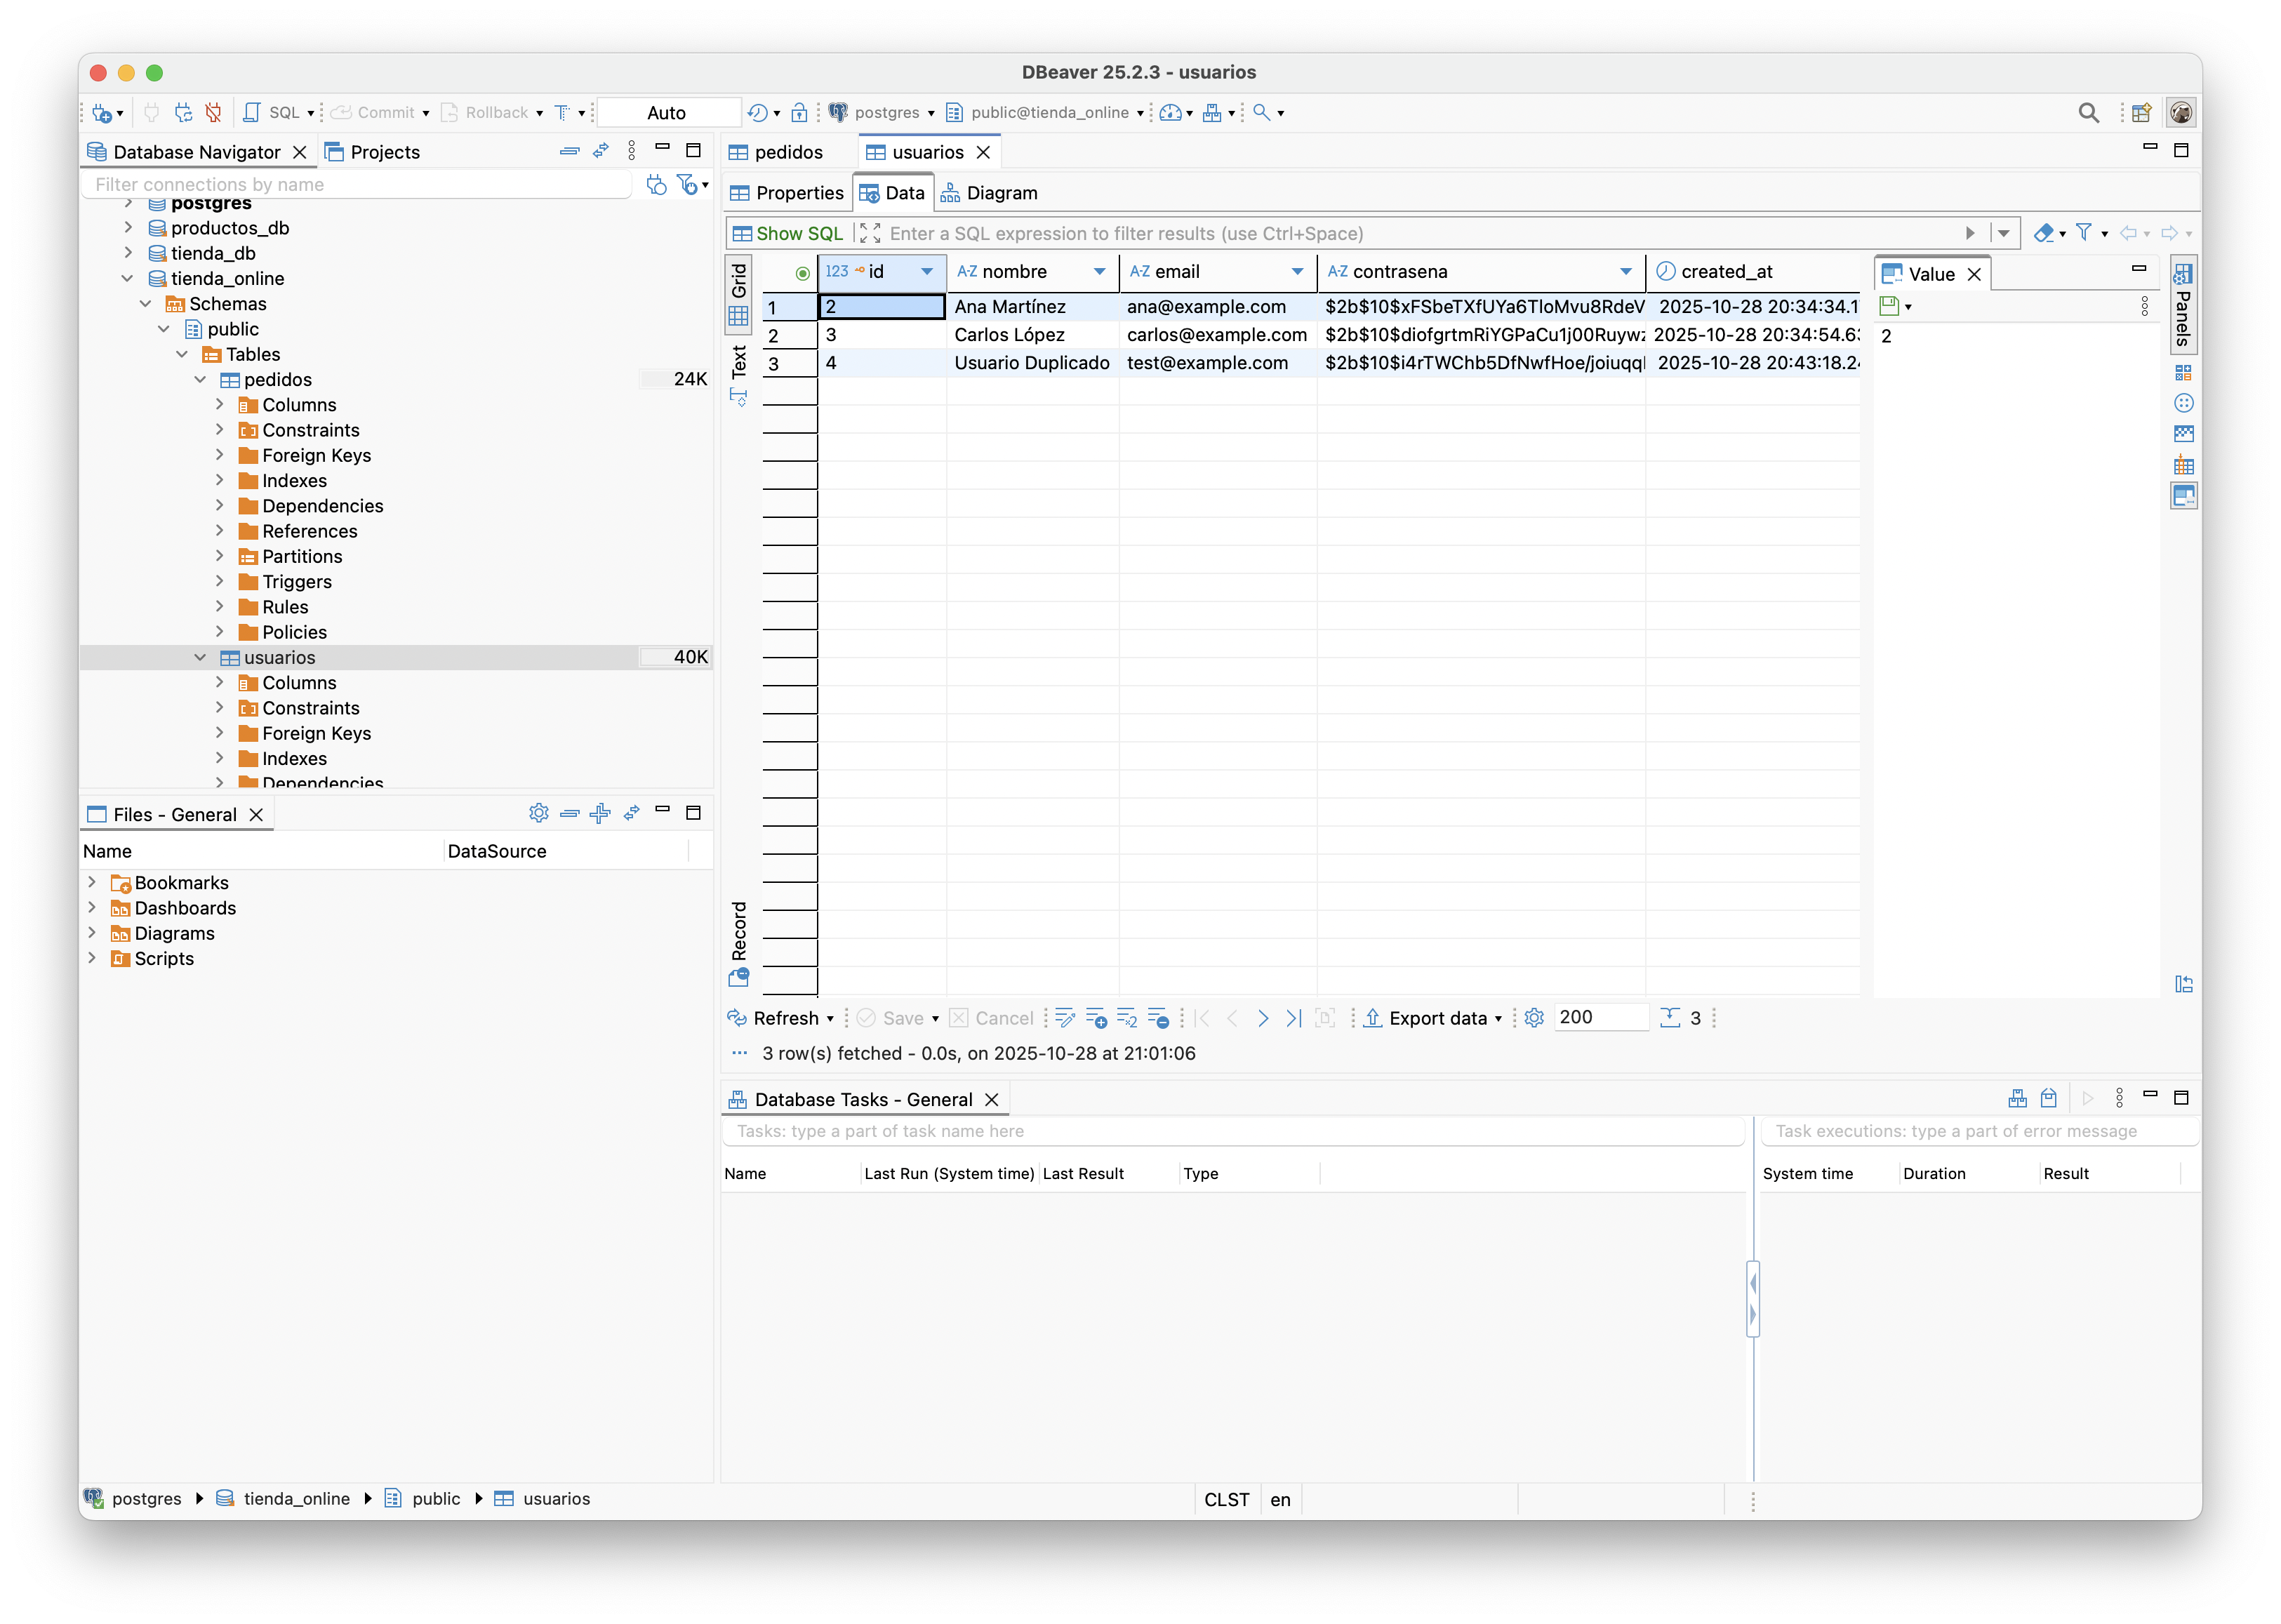 DBeaver 25.2.3 - usuarios
SQL Commit Rollback Auto postgres public@tienda_online
Database Navigator Projects
Filter connections by name
postgres
productos_db
tienda_db
tienda_online
Schemas
public
Tables
pedidos 24K
Columns
Constraints
Foreign Keys
Indexes
Dependencies
References
Partitions
Triggers
Rules
Policies
usuarios 40K
Columns
Constraints
Foreign Keys
Indexes
Dependencies
Files - General
Name DataSource
Bookmarks
Dashboards
Diagrams
Scripts
pedidos usuarios
Properties Data Diagram
Show SQL Enter a SQL expression to filter results (use Ctrl+Space)
Grid
Text
Record
123 id A-Z nombre A-Z email A-Z contrasena created_at
1 2 Ana Martínez ana@example.com $2b$10$xFSbeTXfUYa6TloMvu8RdeV 2025-10-28 20:34:34.1
2 3 Carlos López carlos@example.com $2b$10$diofgrtmRiYGPaCu1j00Ruywz 2025-10-28 20:34:54.63
3 4 Usuario Duplicado test@example.com $2b$10$i4rTWChb5DfNwfHoe/joiuqq 2025-10-28 20:43:18.24
Value
2
Panels
Refresh Save Cancel Export data 200 3
3 row(s) fetched - 0.0s, on 2025-10-28 at 21:01:06
Database Tasks - General
Tasks: type a part of task name here
Task executions: type a part of error message
Name Last Run (System time) Last Result Type
System time Duration Result
postgres tienda_online public usuarios
CLST en